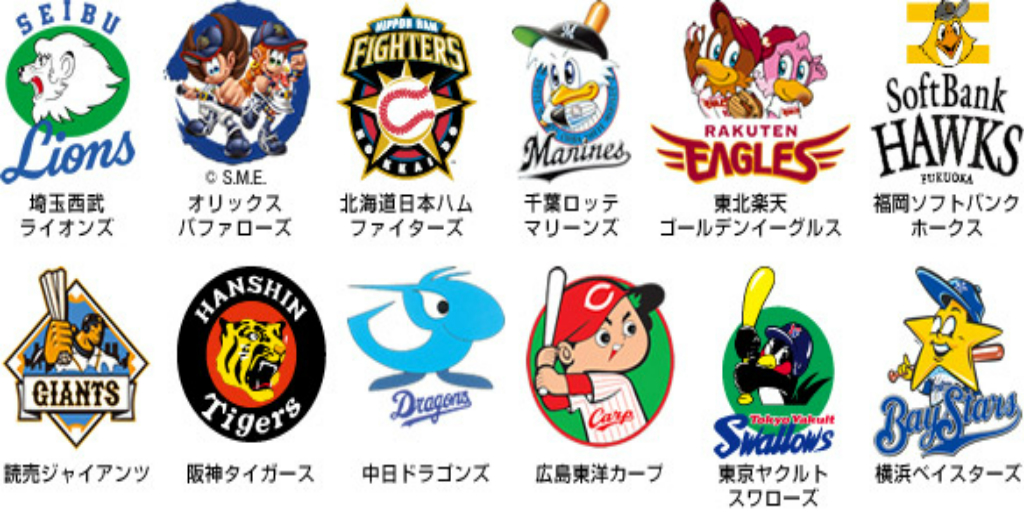 SEIBU
Lions
埼玉西武
ライオンズ
© S.M.E.
オリックス
バファローズ
NIPPON HAM
FIGHTERS
HOKKAIDO
北海道日本ハム
ファイターズ
M
Marines
千葉ロッテ
マリーンズ
RAKUTEN
EAGLES
東北楽天
ゴールデンイーグルス
SoftBank
HAWKS
FUKUOKA
福岡ソフトバンク
ホークス
GIANTS
読売ジャイアンツ
HANSHIN
Tigers
阪神タイガース
Dragons
中日ドラゴンズ
C
Carp
広島東洋カープ
Tokyo Yakult
Swallows
東京ヤクルト
スワローズ
BayStars
横浜ベイスターズ